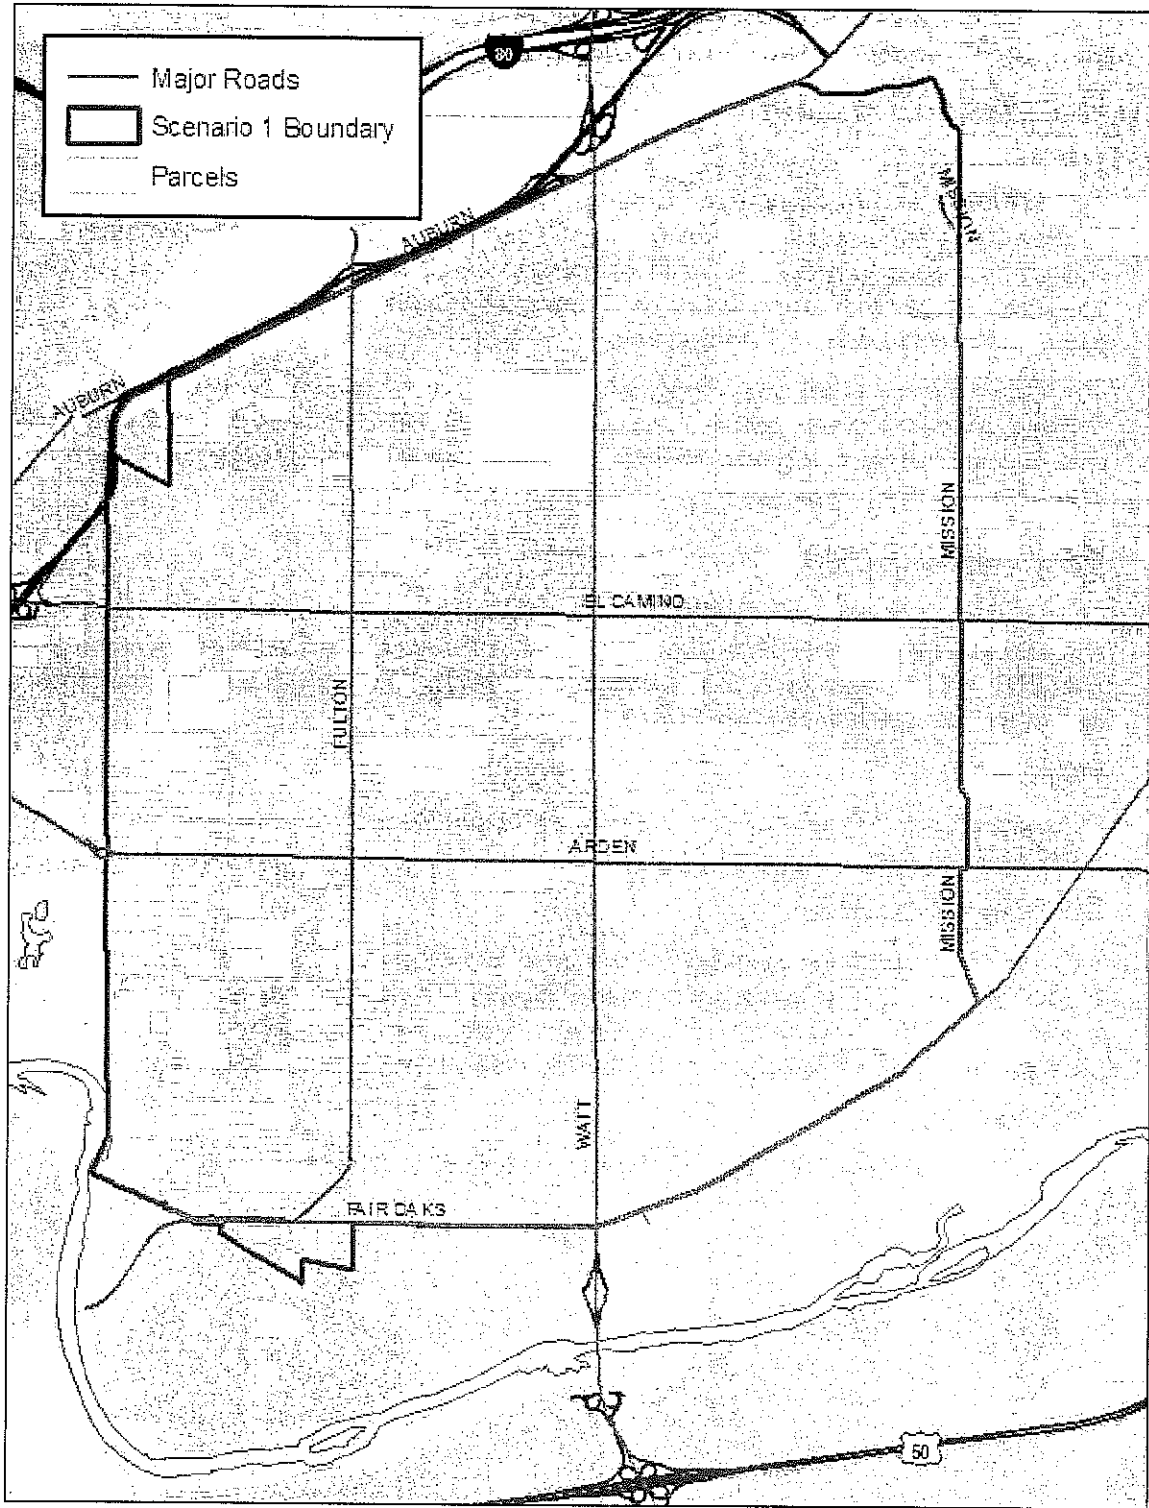 80
Major Roads
Scenario 1 Boundary
Parcels
AUBURN
MISSION
AUBURN
MISSION
EL CAMINO
FULTON
ARDEN
MISSION
WATT
FAIR OAKS
50